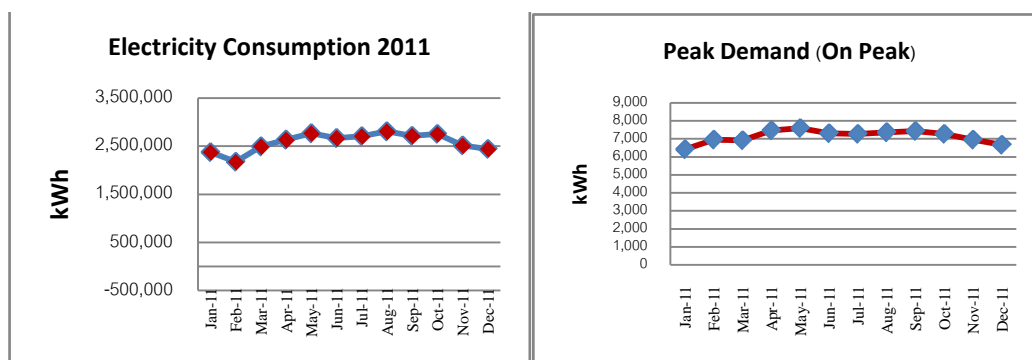 Electricity Consumption 2011
3,500,000
2,500,000
1,500,000
500,000
-500,000
kWh
Jan-11
Feb-11
Mar-11
Apr-11
May-11
Jun-11
Jul-11
Aug-11
Sep-11
Oct-11
Nov-11
Dec-11
Peak Demand (On Peak)
9,000
8,000
7,000
6,000
5,000
4,000
3,000
2,000
1,000
0
kWh
Jan-11
Feb-11
Mar-11
Apr-11
May-11
Jun-11
Jul-11
Aug-11
Sep-11
Oct-11
Nov-11
Dec-11